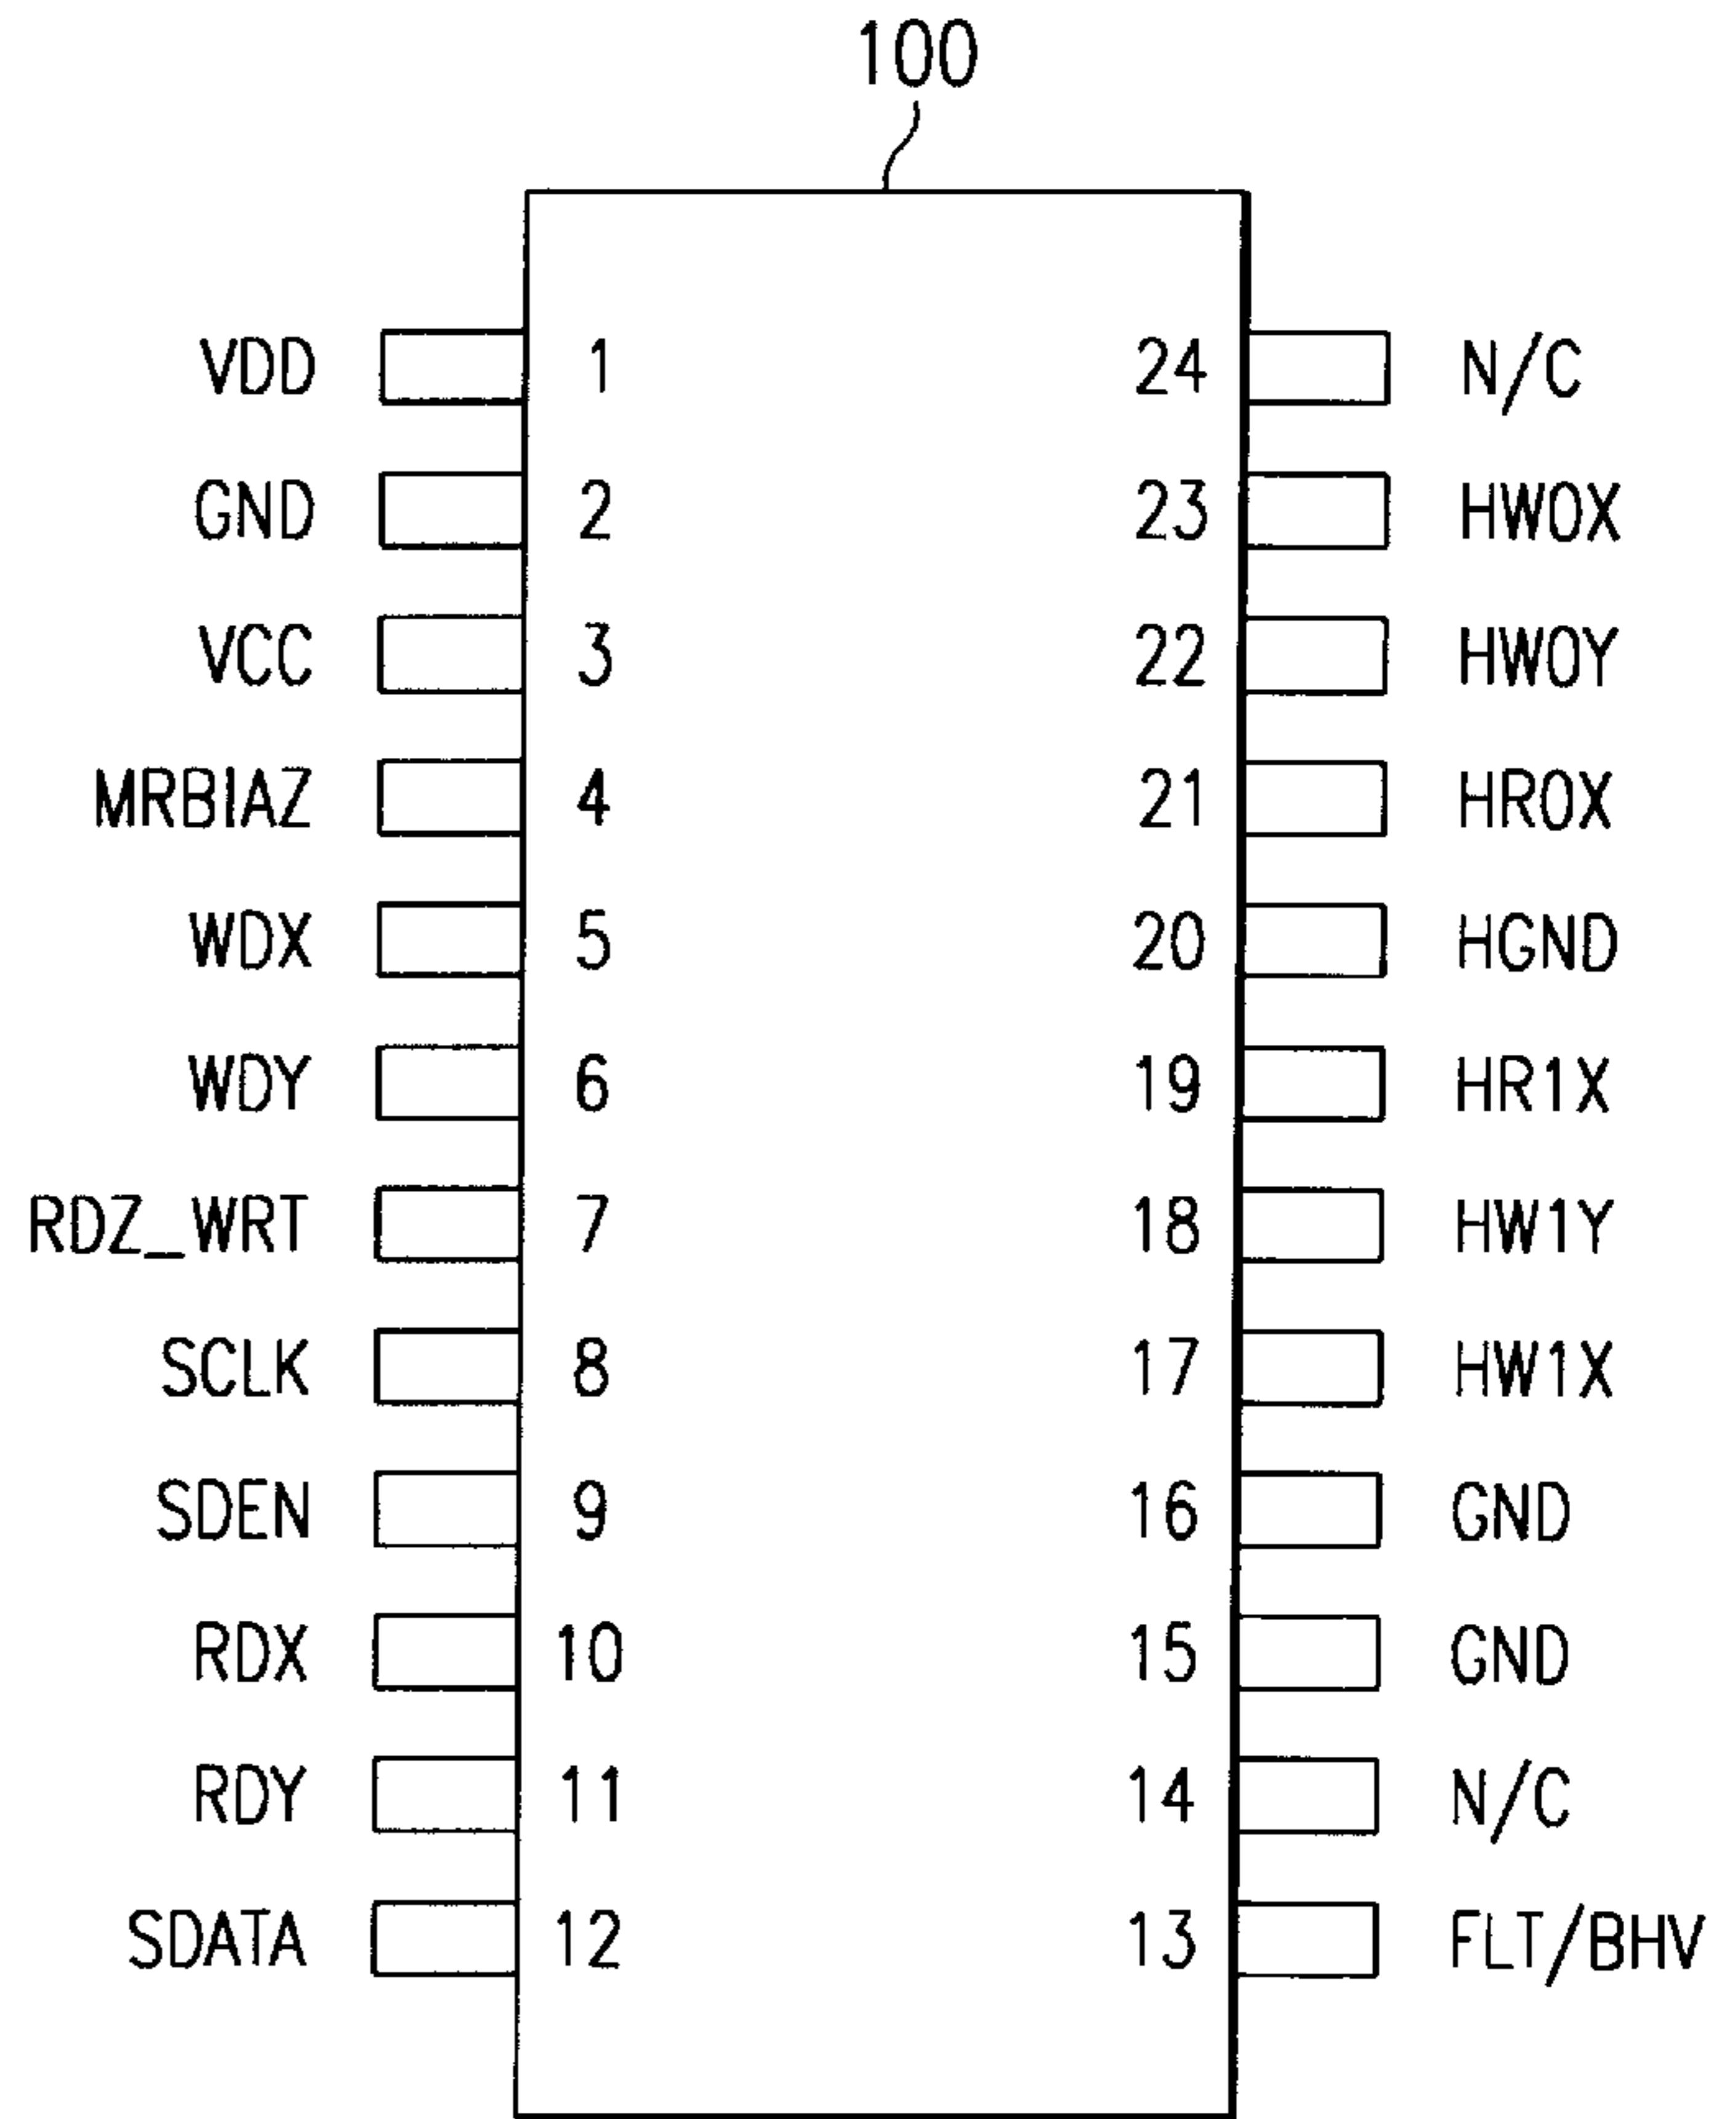 100
VDD 1 24 N/C
GND 2 23 HW0X
VCC 3 22 HW0Y
MRBIAZ 4 21 HR0X
WDX 5 20 HGND
WDY 6 19 HR1X
RDZ_WRT 7 18 HW1Y
SCLK 8 17 HW1X
SDEN 9 16 GND
RDX 10 15 GND
RDY 11 14 N/C
SDATA 12 13 FLT/BHV